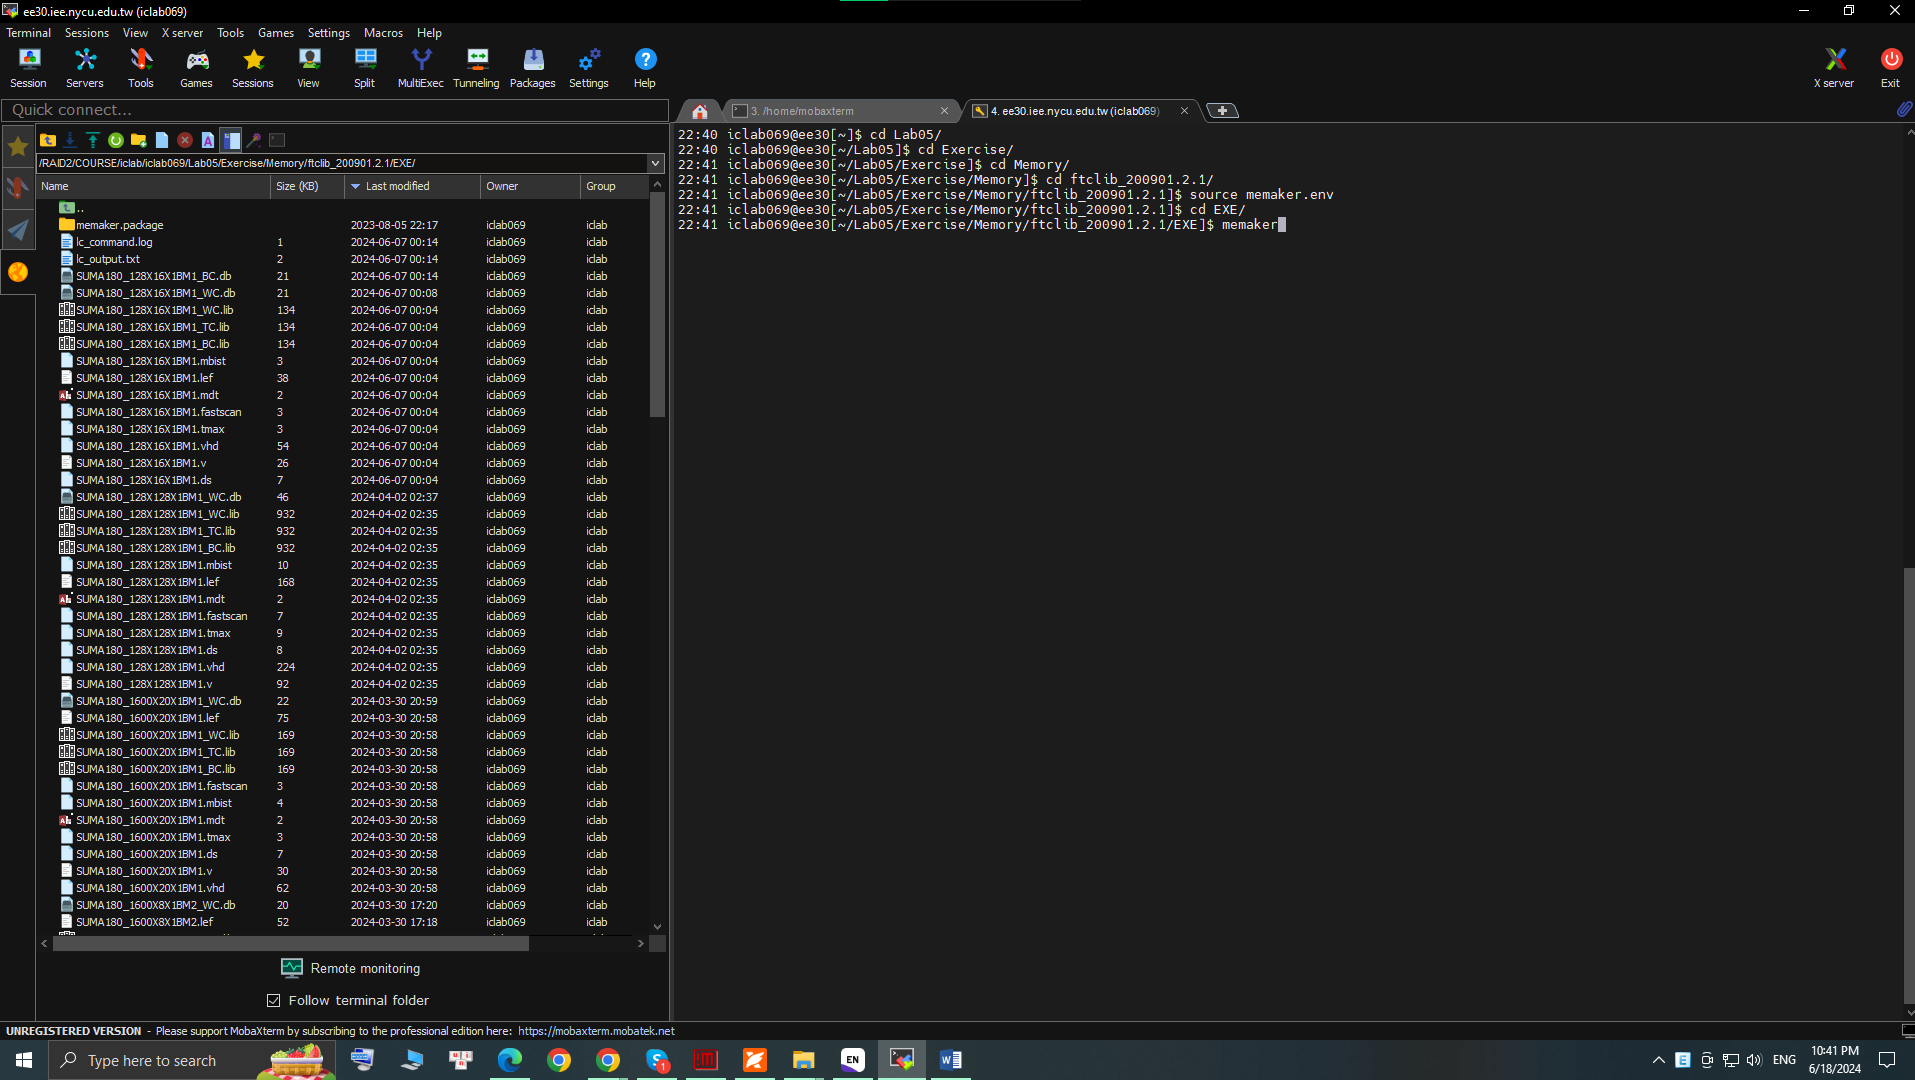 ee30.iee.nycu.edu.tw (iclab069)
Terminal Sessions View X server Tools Games Settings Macros Help
Session Servers Tools Games Sessions View Split MultiExec Tunneling Packages Settings Help X server Exit
Quick connect...
3. /home/mobaxterm
4. ee30.iee.nycu.edu.tw (iclab069)
/RAID2/COURSE/iclab/iclab069/Lab05/Exercise/Memory/ftclib_200901.2.1/EXE/
Name Size (KB) Last modified Owner Group
..
memaker.package 2023-08-05 22:17 iclab069 iclab
lc_command.log 1 2024-06-07 00:14 iclab069 iclab
lc_output.txt 2 2024-06-07 00:14 iclab069 iclab
SUMA180_128X16X1BM1_BC.db 21 2024-06-07 00:14 iclab069 iclab
SUMA180_128X16X1BM1_WC.db 21 2024-06-07 00:08 iclab069 iclab
SUMA180_128X16X1BM1_WC.lib 134 2024-06-07 00:04 iclab069 iclab
SUMA180_128X16X1BM1_TC.lib 134 2024-06-07 00:04 iclab069 iclab
SUMA180_128X16X1BM1_BC.lib 134 2024-06-07 00:04 iclab069 iclab
SUMA180_128X16X1BM1.mbist 3 2024-06-07 00:04 iclab069 iclab
SUMA180_128X16X1BM1.lef 38 2024-06-07 00:04 iclab069 iclab
SUMA180_128X16X1BM1.mdt 2 2024-06-07 00:04 iclab069 iclab
SUMA180_128X16X1BM1.fastscan 3 2024-06-07 00:04 iclab069 iclab
SUMA180_128X16X1BM1.tmax 3 2024-06-07 00:04 iclab069 iclab
SUMA180_128X16X1BM1.vhd 54 2024-06-07 00:04 iclab069 iclab
SUMA180_128X16X1BM1.v 26 2024-06-07 00:04 iclab069 iclab
SUMA180_128X16X1BM1.ds 7 2024-06-07 00:04 iclab069 iclab
SUMA180_128X128X1BM1_WC.db 46 2024-04-02 02:37 iclab069 iclab
SUMA180_128X128X1BM1_WC.lib 932 2024-04-02 02:35 iclab069 iclab
SUMA180_128X128X1BM1_TC.lib 932 2024-04-02 02:35 iclab069 iclab
SUMA180_128X128X1BM1_BC.lib 932 2024-04-02 02:35 iclab069 iclab
SUMA180_128X128X1BM1.mbist 10 2024-04-02 02:35 iclab069 iclab
SUMA180_128X128X1BM1.lef 168 2024-04-02 02:35 iclab069 iclab
SUMA180_128X128X1BM1.mdt 2 2024-04-02 02:35 iclab069 iclab
SUMA180_128X128X1BM1.fastscan 7 2024-04-02 02:35 iclab069 iclab
SUMA180_128X128X1BM1.tmax 9 2024-04-02 02:35 iclab069 iclab
SUMA180_128X128X1BM1.ds 8 2024-04-02 02:35 iclab069 iclab
SUMA180_128X128X1BM1.vhd 224 2024-04-02 02:35 iclab069 iclab
SUMA180_128X128X1BM1.v 92 2024-04-02 02:35 iclab069 iclab
SUMA180_1600X20X1BM1_WC.db 22 2024-03-30 20:59 iclab069 iclab
SUMA180_1600X20X1BM1.lef 75 2024-03-30 20:58 iclab069 iclab
SUMA180_1600X20X1BM1_WC.lib 169 2024-03-30 20:58 iclab069 iclab
SUMA180_1600X20X1BM1_TC.lib 169 2024-03-30 20:58 iclab069 iclab
SUMA180_1600X20X1BM1_BC.lib 169 2024-03-30 20:58 iclab069 iclab
SUMA180_1600X20X1BM1.fastscan 3 2024-03-30 20:58 iclab069 iclab
SUMA180_1600X20X1BM1.mbist 4 2024-03-30 20:58 iclab069 iclab
SUMA180_1600X20X1BM1.mdt 2 2024-03-30 20:58 iclab069 iclab
SUMA180_1600X20X1BM1.tmax 3 2024-03-30 20:58 iclab069 iclab
SUMA180_1600X20X1BM1.ds 7 2024-03-30 20:58 iclab069 iclab
SUMA180_1600X20X1BM1.v 30 2024-03-30 20:58 iclab069 iclab
SUMA180_1600X20X1BM1.vhd 62 2024-03-30 20:58 iclab069 iclab
SUMA180_1600X8X1BM2_WC.db 20 2024-03-30 17:20 iclab069 iclab
SUMA180_1600X8X1BM2.lef 52 2024-03-30 17:18 iclab069 iclab
Remote monitoring
Follow terminal folder
22:40 iclab069@ee30[~]$ cd Lab05/
22:40 iclab069@ee30[~/Lab05]$ cd Exercise/
22:41 iclab069@ee30[~/Lab05/Exercise]$ cd Memory/
22:41 iclab069@ee30[~/Lab05/Exercise/Memory]$ cd ftclib_200901.2.1/
22:41 iclab069@ee30[~/Lab05/Exercise/Memory/ftclib_200901.2.1]$ source memaker.env
22:41 iclab069@ee30[~/Lab05/Exercise/Memory/ftclib_200901.2.1]$ cd EXE/
22:41 iclab069@ee30[~/Lab05/Exercise/Memory/ftclib_200901.2.1/EXE]$ memaker
UNREGISTERED VERSION - Please support MobaXterm by subscribing to the professional edition here: https://mobaxterm.mobatek.net
Type here to search
EN
ENG
10:41 PM
6/18/2024